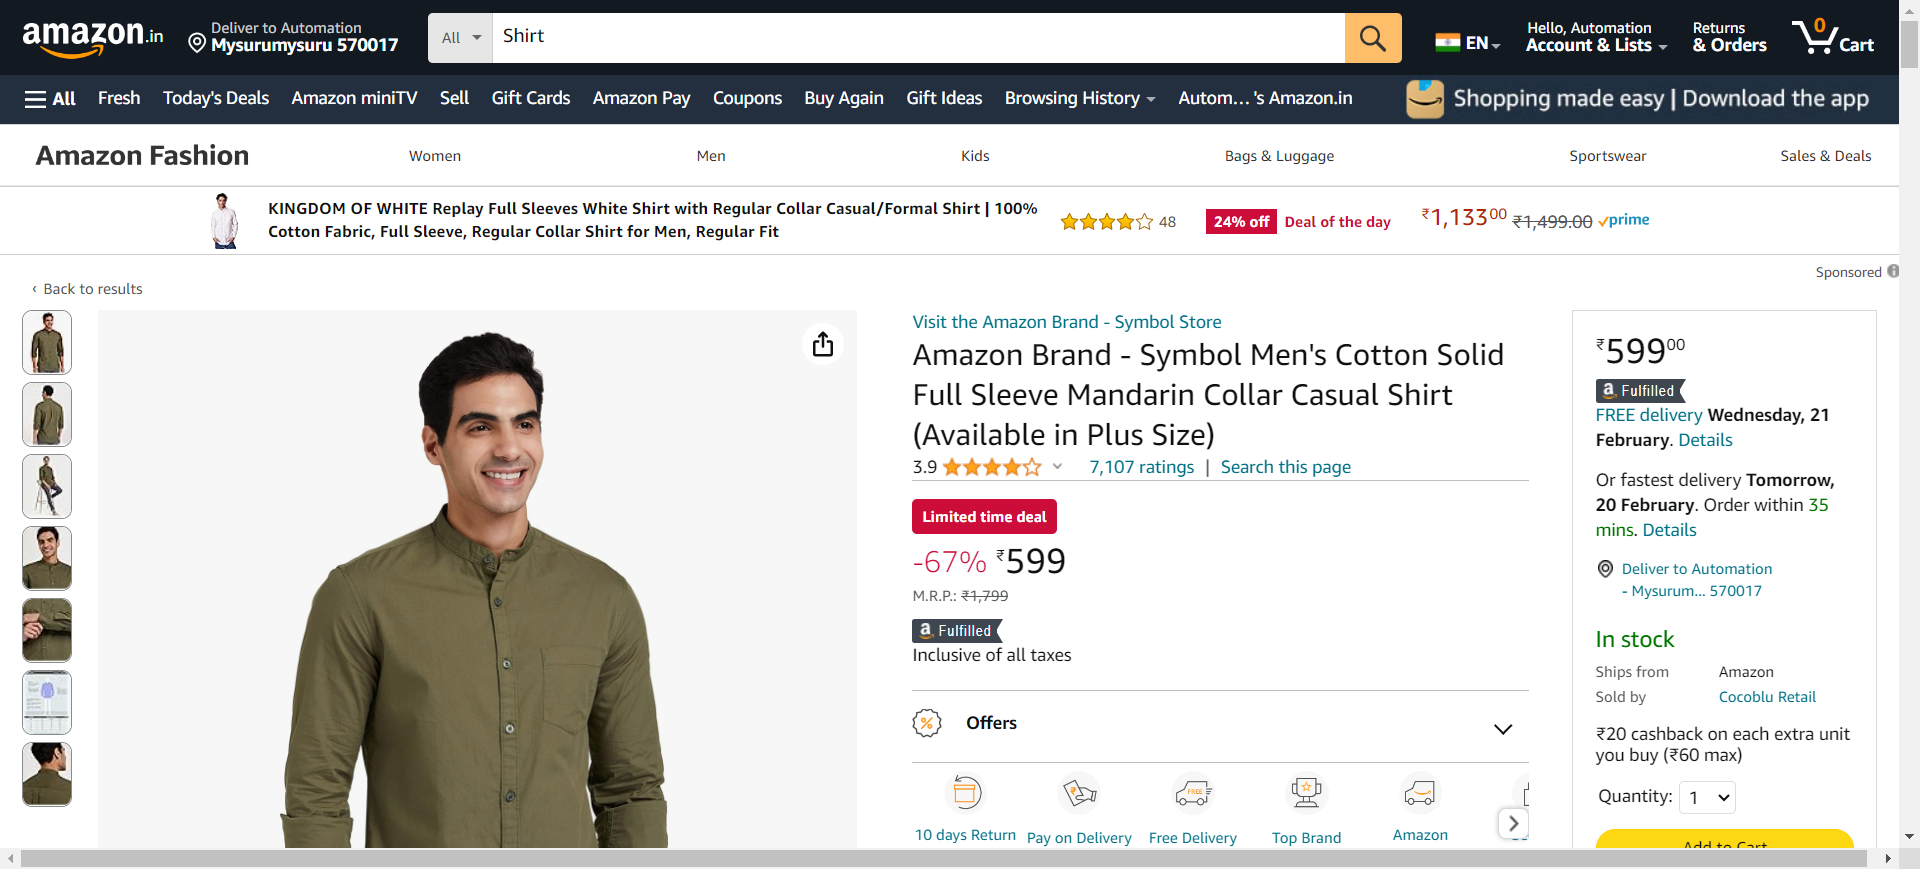 amazon.in
Deliver to Automation
Mysurumysuru 570017
All
Shirt
EN
Hello, Automation
Account & Lists
Returns
& Orders
0
Cart
All
Fresh
Today's Deals
Amazon miniTV
Sell
Gift Cards
Amazon Pay
Coupons
Buy Again
Gift Ideas
Browsing History
Autom... 's Amazon.in
Shopping made easy | Download the app
Amazon Fashion
Women
Men
Kids
Bags & Luggage
Sportswear
Sales & Deals
KINGDOM OF WHITE Replay Full Sleeves White Shirt with Regular Collar Casual/Formal Shirt | 100%
Cotton Fabric, Full Sleeve, Regular Collar Shirt for Men, Regular Fit
48
24% off
Deal of the day
₹1,13300
₹1,499.00
prime
Sponsored
‹ Back to results
Visit the Amazon Brand - Symbol Store
Amazon Brand - Symbol Men's Cotton Solid
Full Sleeve Mandarin Collar Casual Shirt
(Available in Plus Size)
3.9
7,107 ratings | Search this page
Limited time deal
-67% ₹599
M.R.P.: ₹1,799
a Fulfilled
Inclusive of all taxes
Offers
10 days Return
Pay on Delivery
FREE
Free Delivery
Top Brand
Amazon
₹59900
a Fulfilled
FREE delivery Wednesday, 21
February. Details
Or fastest delivery Tomorrow,
20 February. Order within 35
mins. Details
Deliver to Automation
- Mysurum... 570017
In stock
Ships from Amazon
Sold by Cocoblu Retail
₹20 cashback on each extra unit
you buy (₹60 max)
Quantity: 1
Add to Cart